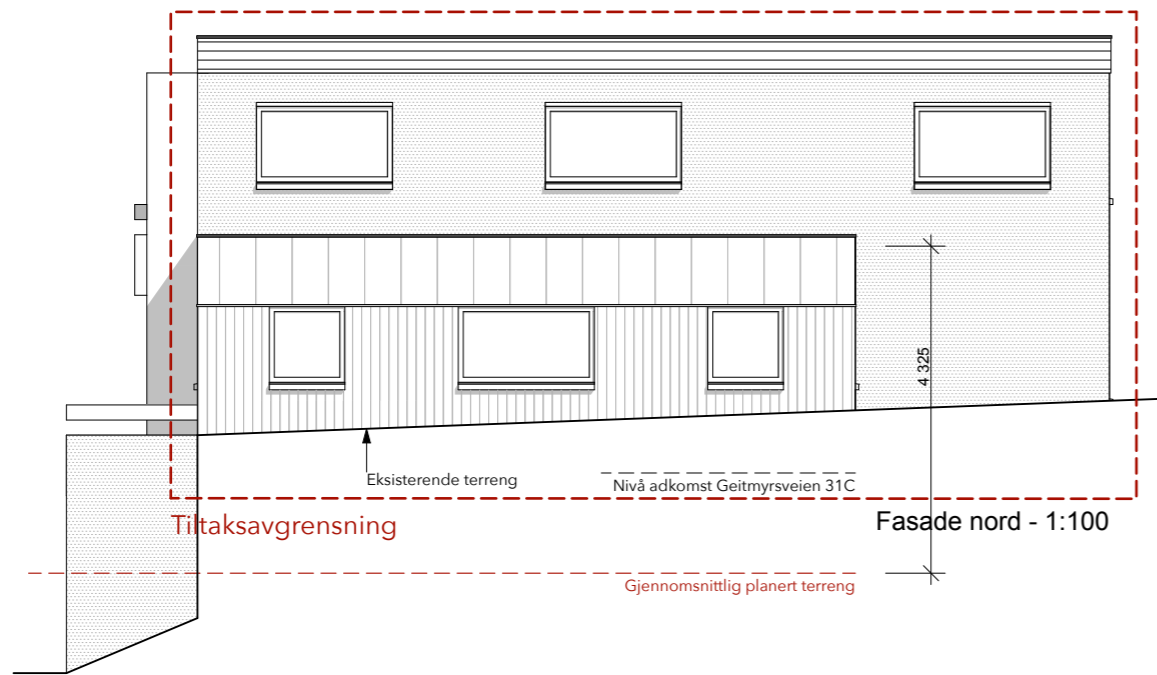 4 325
Eksisterende terreng
Nivå adkomst Geitmyrsveien 31C
Tiltaksavgrensning
Fasade nord - 1:100
Gjennomsnittlig planert terreng